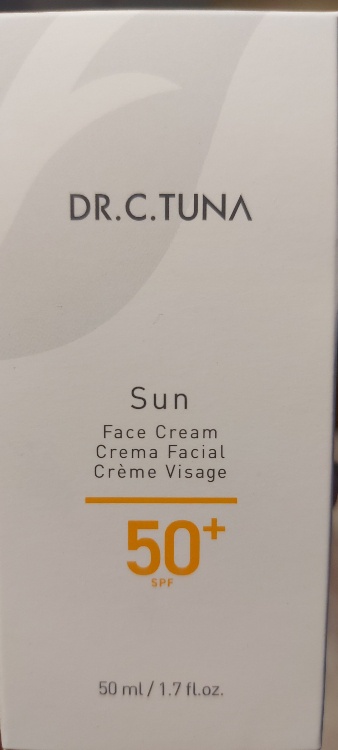 DR.C.TUNA
Sun
Face Cream
Crema Facial
Crème Visage
50+
SPF
50 ml / 1.7 fl.oz.